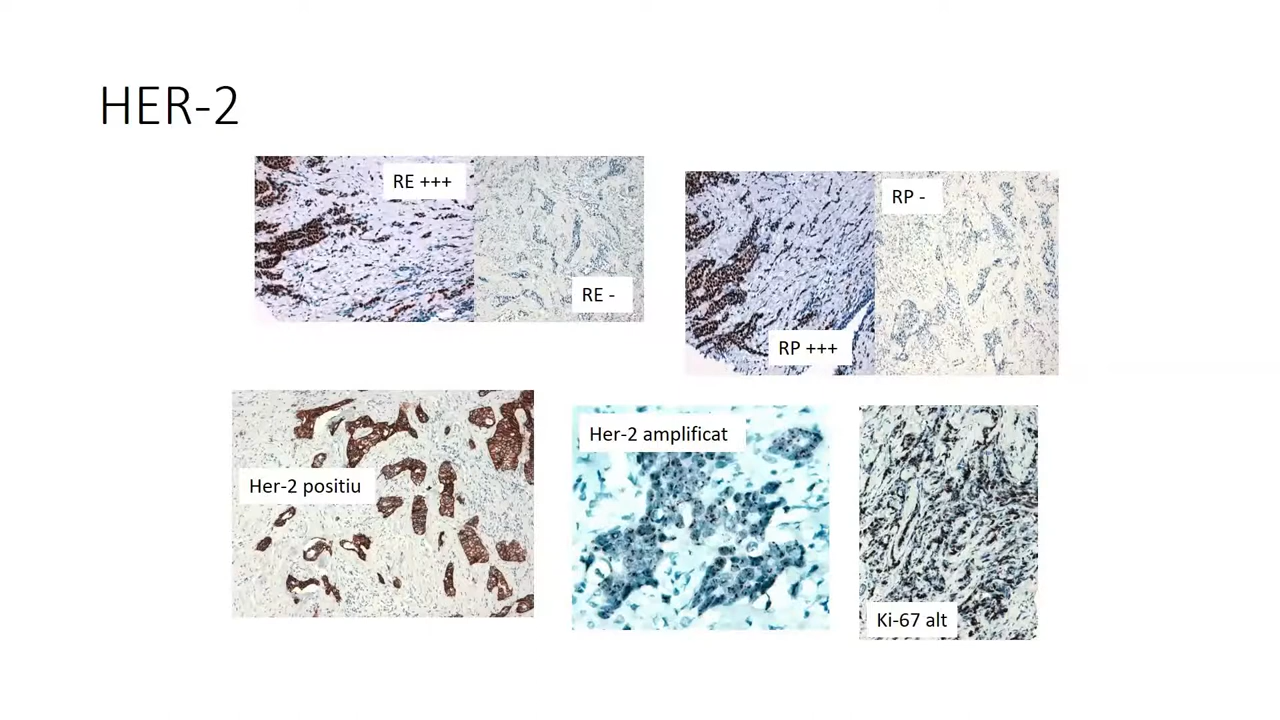 HER-2
RE +++
RE -
RP -
RP +++
Her-2 positiu
Her-2 amplificat
Ki-67 alt